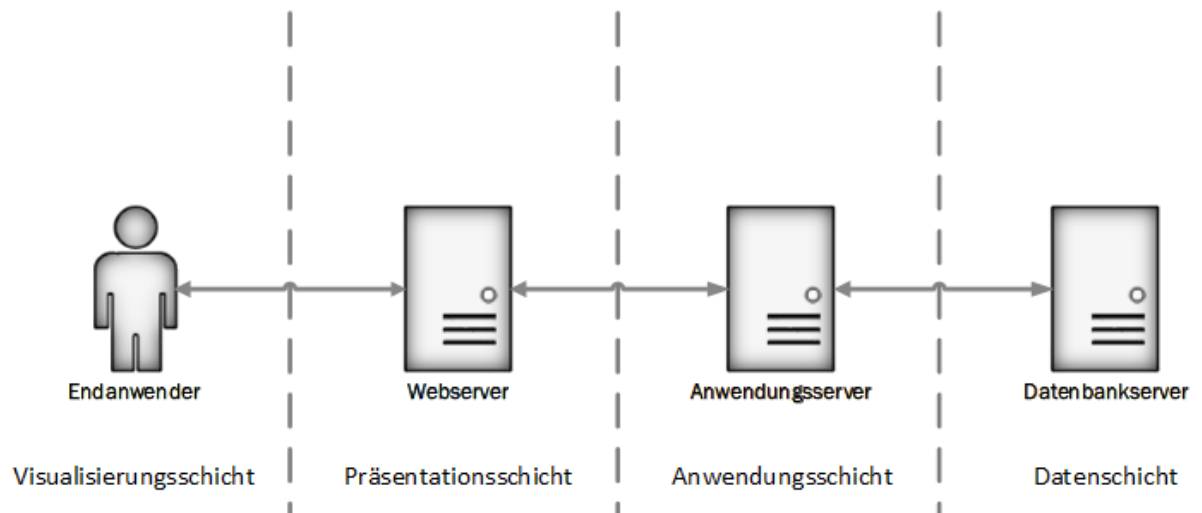 Endanwender
Webserver
Anwendungsserver
Datenbankserver
Visualisierungsschicht
Präsentationsschicht
Anwendungsschicht
Datenschicht